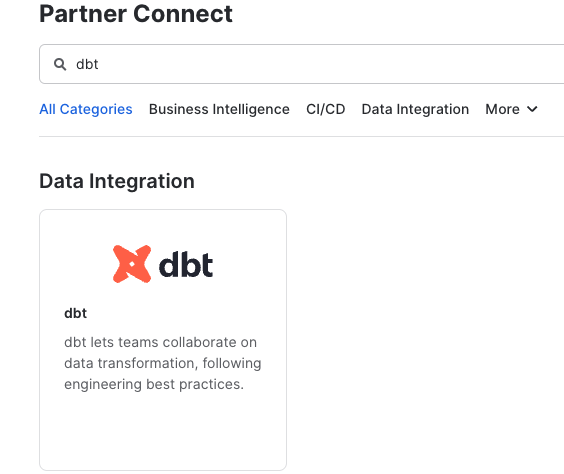 Partner Connect
dbt
All Categories Business Intelligence CI/CD Data Integration More
Data Integration
dbt
dbt
dbt lets teams collaborate on
data transformation, following
engineering best practices.